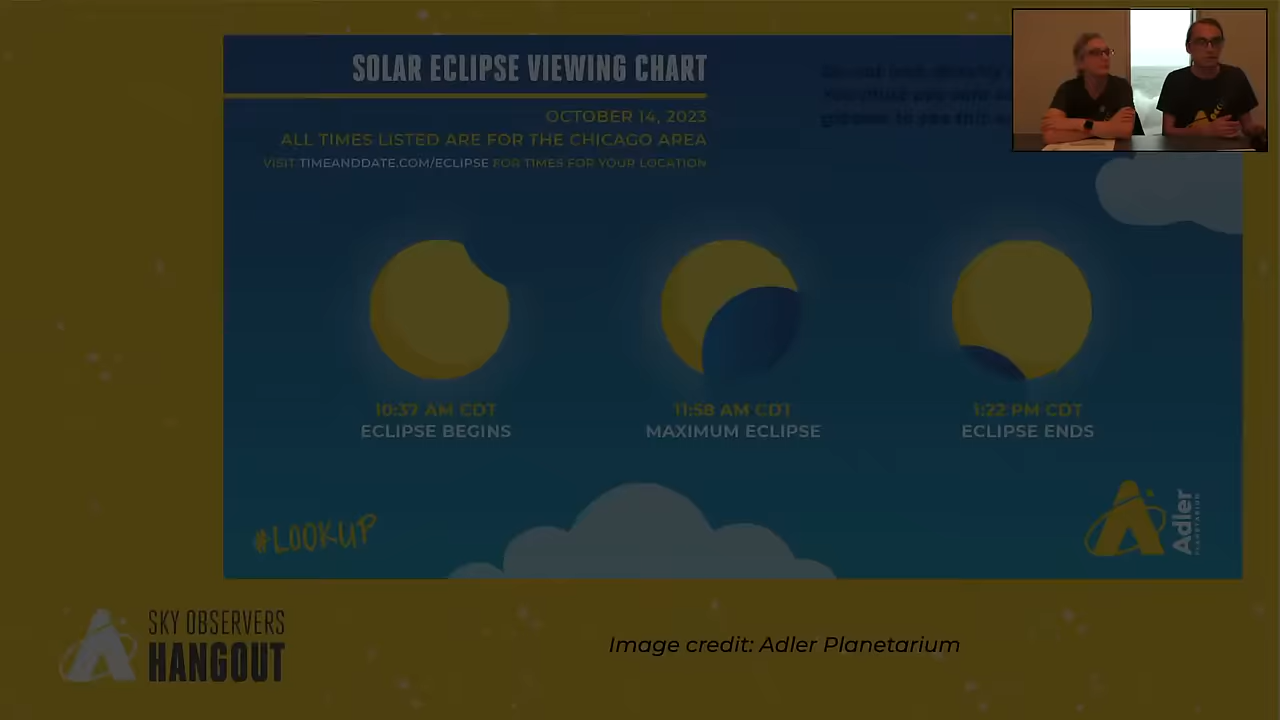 SOLAR ECLIPSE VIEWING CHART
OCTOBER 14, 2023
ALL TIMES LISTED ARE FOR THE CHICAGO AREA
VISIT TIMEANDDATE.COM/ECLIPSE FOR TIMES FOR YOUR LOCATION
10:37 AM CDT
ECLIPSE BEGINS
11:58 AM CDT
MAXIMUM ECLIPSE
1:22 PM CDT
ECLIPSE ENDS
#LOOKUP
Adler
PLANETARIUM
SKY OBSERVERS
HANGOUT
Image credit: Adler Planetarium